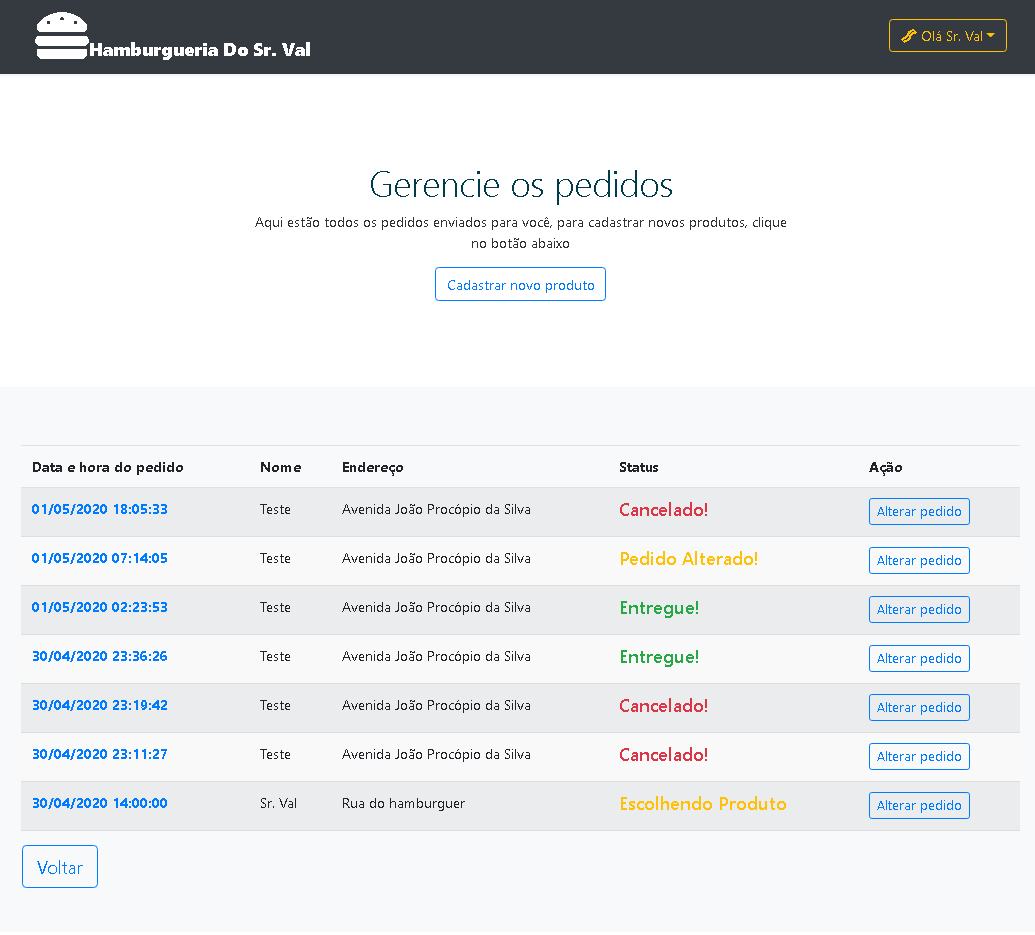 Hamburgueria Do Sr. Val
Olá Sr. Val
Gerencie os pedidos
Aqui estão todos os pedidos enviados para você, para cadastrar novos produtos, clique
no botão abaixo
Cadastrar novo produto
Data e hora do pedido Nome Endereço Status Ação
01/05/2020 18:05:33 Teste Avenida João Procópio da Silva Cancelado! Alterar pedido
01/05/2020 07:14:05 Teste Avenida João Procópio da Silva Pedido Alterado! Alterar pedido
01/05/2020 02:23:53 Teste Avenida João Procópio da Silva Entregue! Alterar pedido
30/04/2020 23:36:26 Teste Avenida João Procópio da Silva Entregue! Alterar pedido
30/04/2020 23:19:42 Teste Avenida João Procópio da Silva Cancelado! Alterar pedido
30/04/2020 23:11:27 Teste Avenida João Procópio da Silva Cancelado! Alterar pedido
30/04/2020 14:00:00 Sr. Val Rua do hamburguer Escolhendo Produto Alterar pedido
Voltar